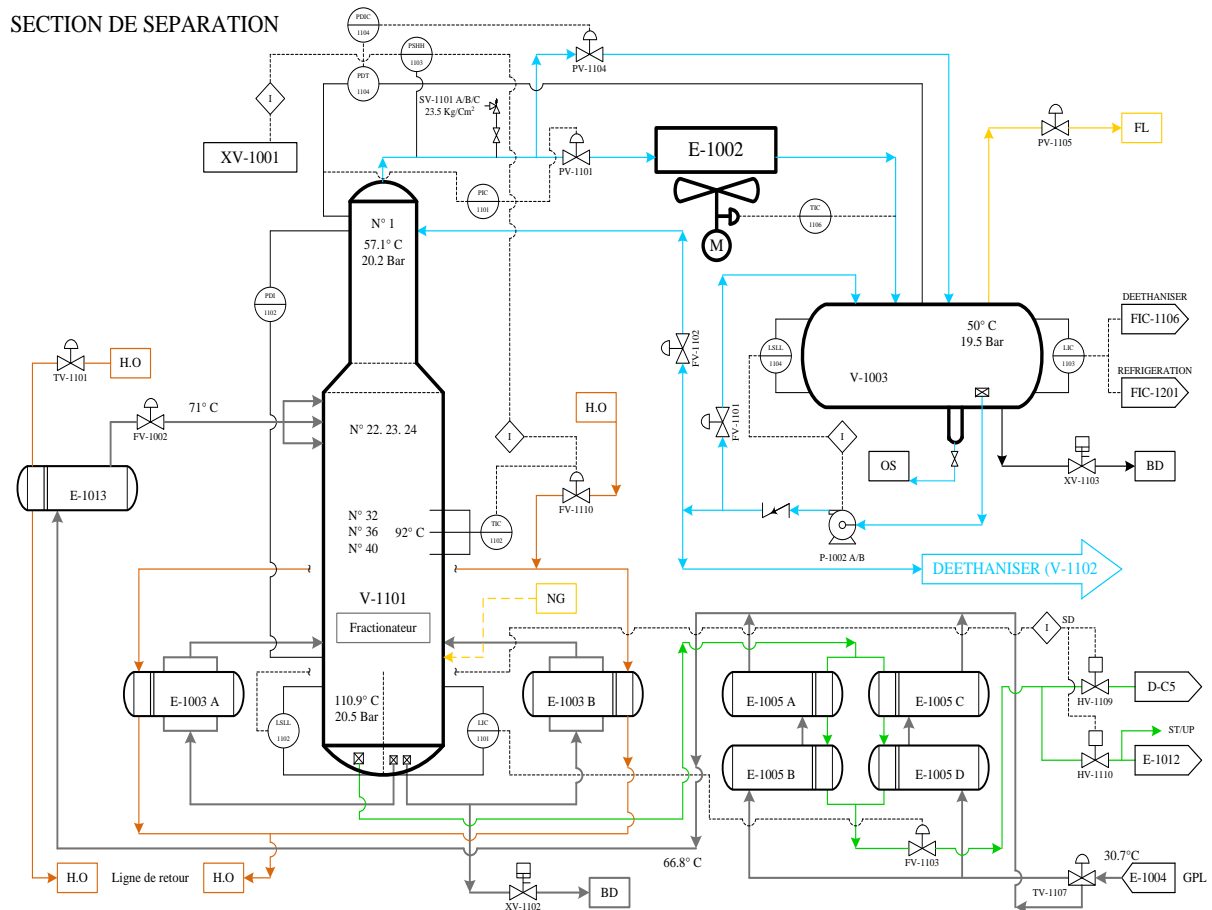 SECTION DE SEPARATION
PDIC
1104
PSHH
1103
PV-1104
PDT
1104
I
SV-1101 A/B/C
23.5 Kg/Cm²
XV-1001
PV-1101
E-1002
PV-1105
FL
PIC
1101
TIC
1106
M
N° 1
57.1° C
20.2 Bar
PDI
1102
TV-1101
H.O
FV-1002
71° C
E-1013
N° 22. 23. 24
H.O
I
FV-1110
N° 32
N° 36
N° 40
92° C
TIC
1102
FV-1102
FV-1101
LSLL
1104
50° C
19.5 Bar
V-1003
LIC
1103
DEETHANISER
FIC-1106
REFRIGERATION
FIC-1201
I
OS
XV-1103
BD
P-1002 A/B
DEETHANISER (V-1102
V-1101
Fractionateur
NG
I
SD
E-1003 A
110.9° C
20.5 Bar
LSLL
1102
LIC
1101
E-1003 B
E-1005 A
E-1005 C
E-1005 B
E-1005 D
HV-1109
D-C5
ST/UP
HV-1110
E-1012
FV-1103
66.8° C
30.7°C
TV-1107
E-1004
GPL
H.O
Ligne de retour
H.O
XV-1102
BD